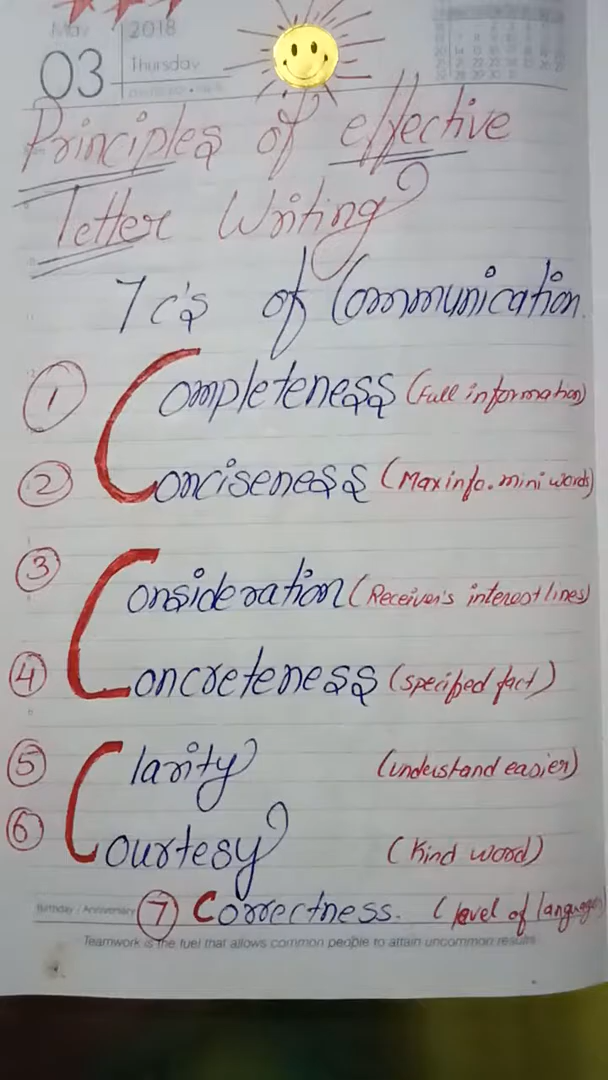 May 2018
03 Thursday
Principles of effective
letter Writing
7 c's of Communication
1 Completeness (Full information)
2 Conciseness (Max info. mini words)
3 Consideration (Receiver's interest lines)
4 Concreteness (specified fact)
5 Clarity (understand easier)
6 Courtesy (Kind word)
Birthday / Anniversary 7 Correctness. (level of language)
Teamwork is the fuel that allows common people to attain uncommon results